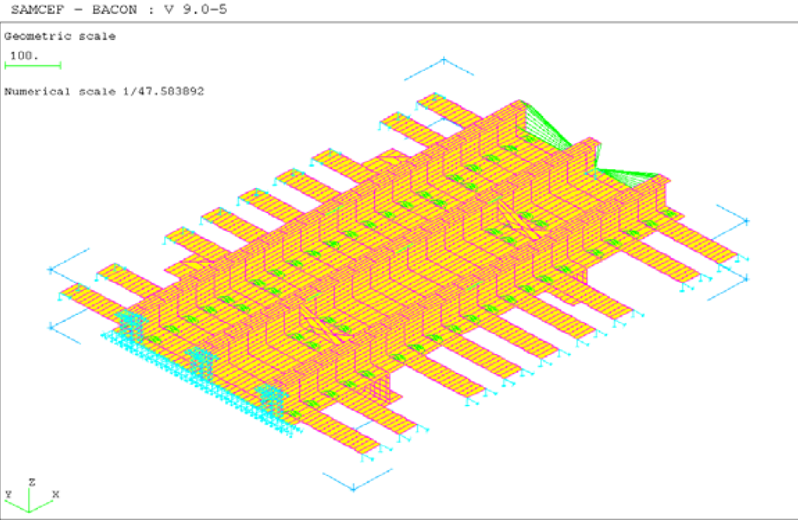 SAMCEF - BACON : V 9.0-5
Geometric scale
100.
Numerical scale 1/47.583892
Z
Y X